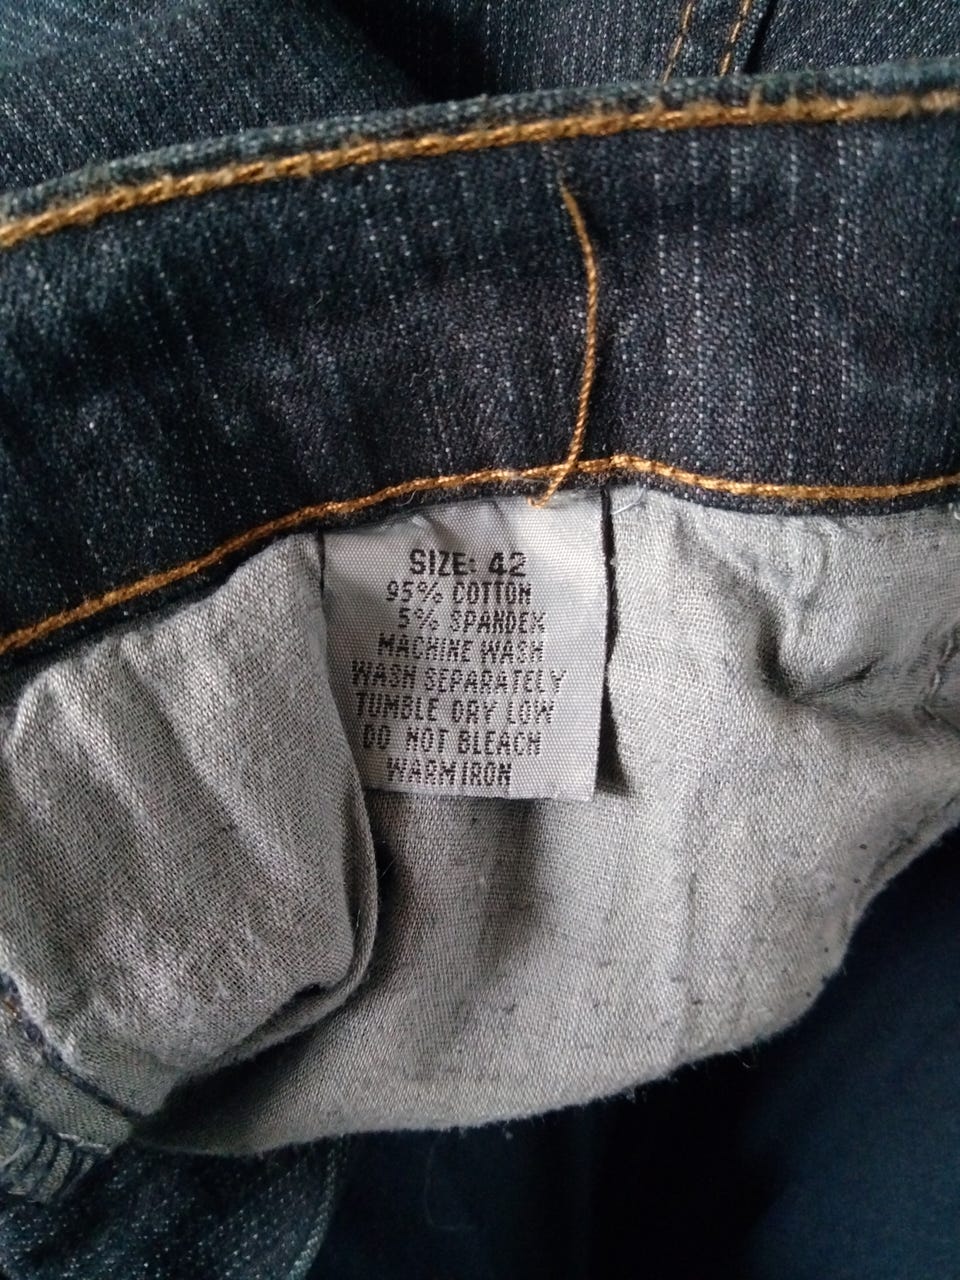 SIZE: 42
95% COTTON
5% SPANDEX
MACHINE WASH
WASH SEPARATELY
TUMBLE DRY LOW
DO NOT BLEACH
WARM IRON